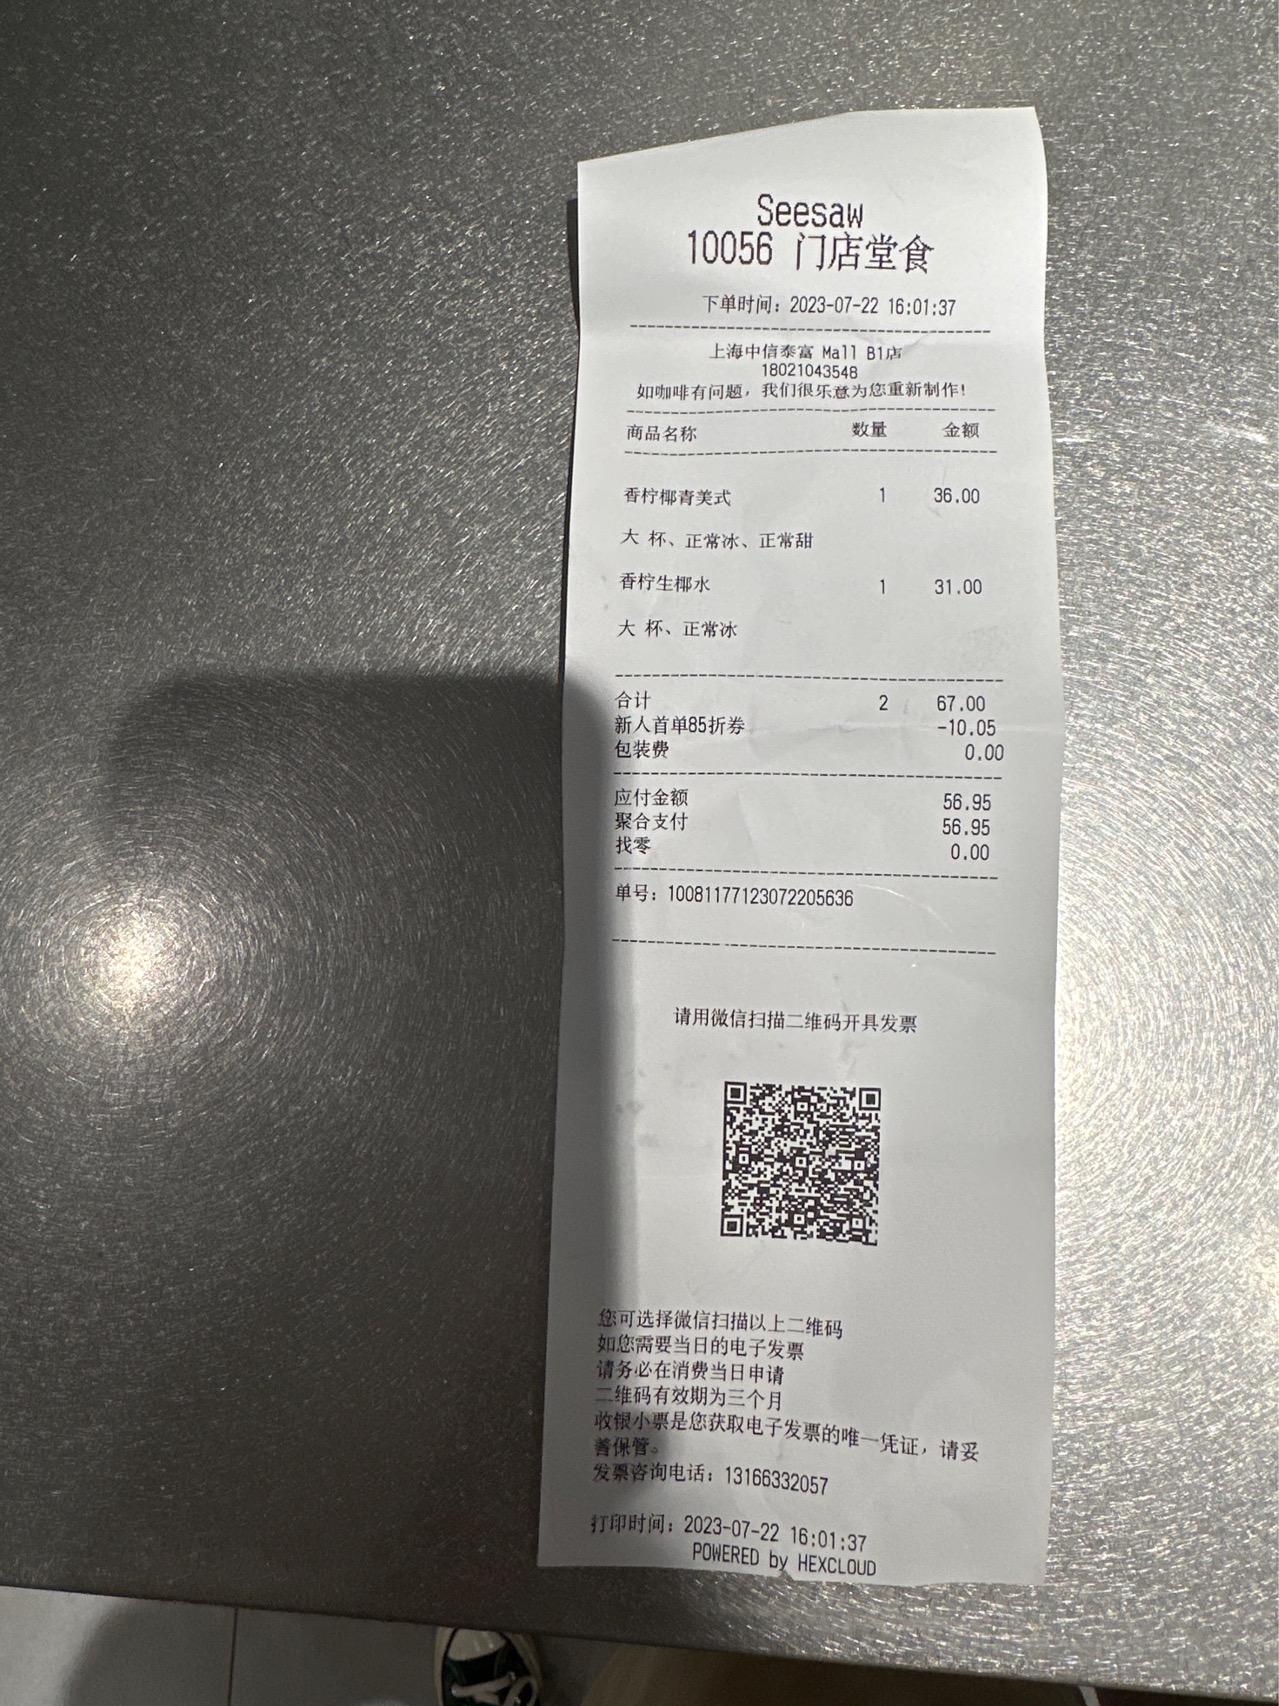 Seesaw
10056 门店堂食
下单时间：2023-07-22 16:01:37
上海中信泰富 Mall B1店
18021043548
如咖啡有问题，我们很乐意为您重新制作！
商品名称 数量 金额
香柠椰青美式 1 36.00
大 杯、正常冰、正常甜
香柠生椰水 1 31.00
大 杯、正常冰
合计 2 67.00
新人首单85折券 -10.05
包装费 0.00
应付金额 56.95
聚合支付 56.95
找零 0.00
单号：10081177123072205636
请用微信扫描二维码开具发票
您可选择微信扫描以上二维码
如您需要当日的电子发票
请务必在消费当日申请
二维码有效期为三个月
收银小票是您获取电子发票的唯一凭证，请妥
善保管。
发票咨询电话：13166332057
打印时间：2023-07-22 16:01:37
POWERED by HEXCLOUD